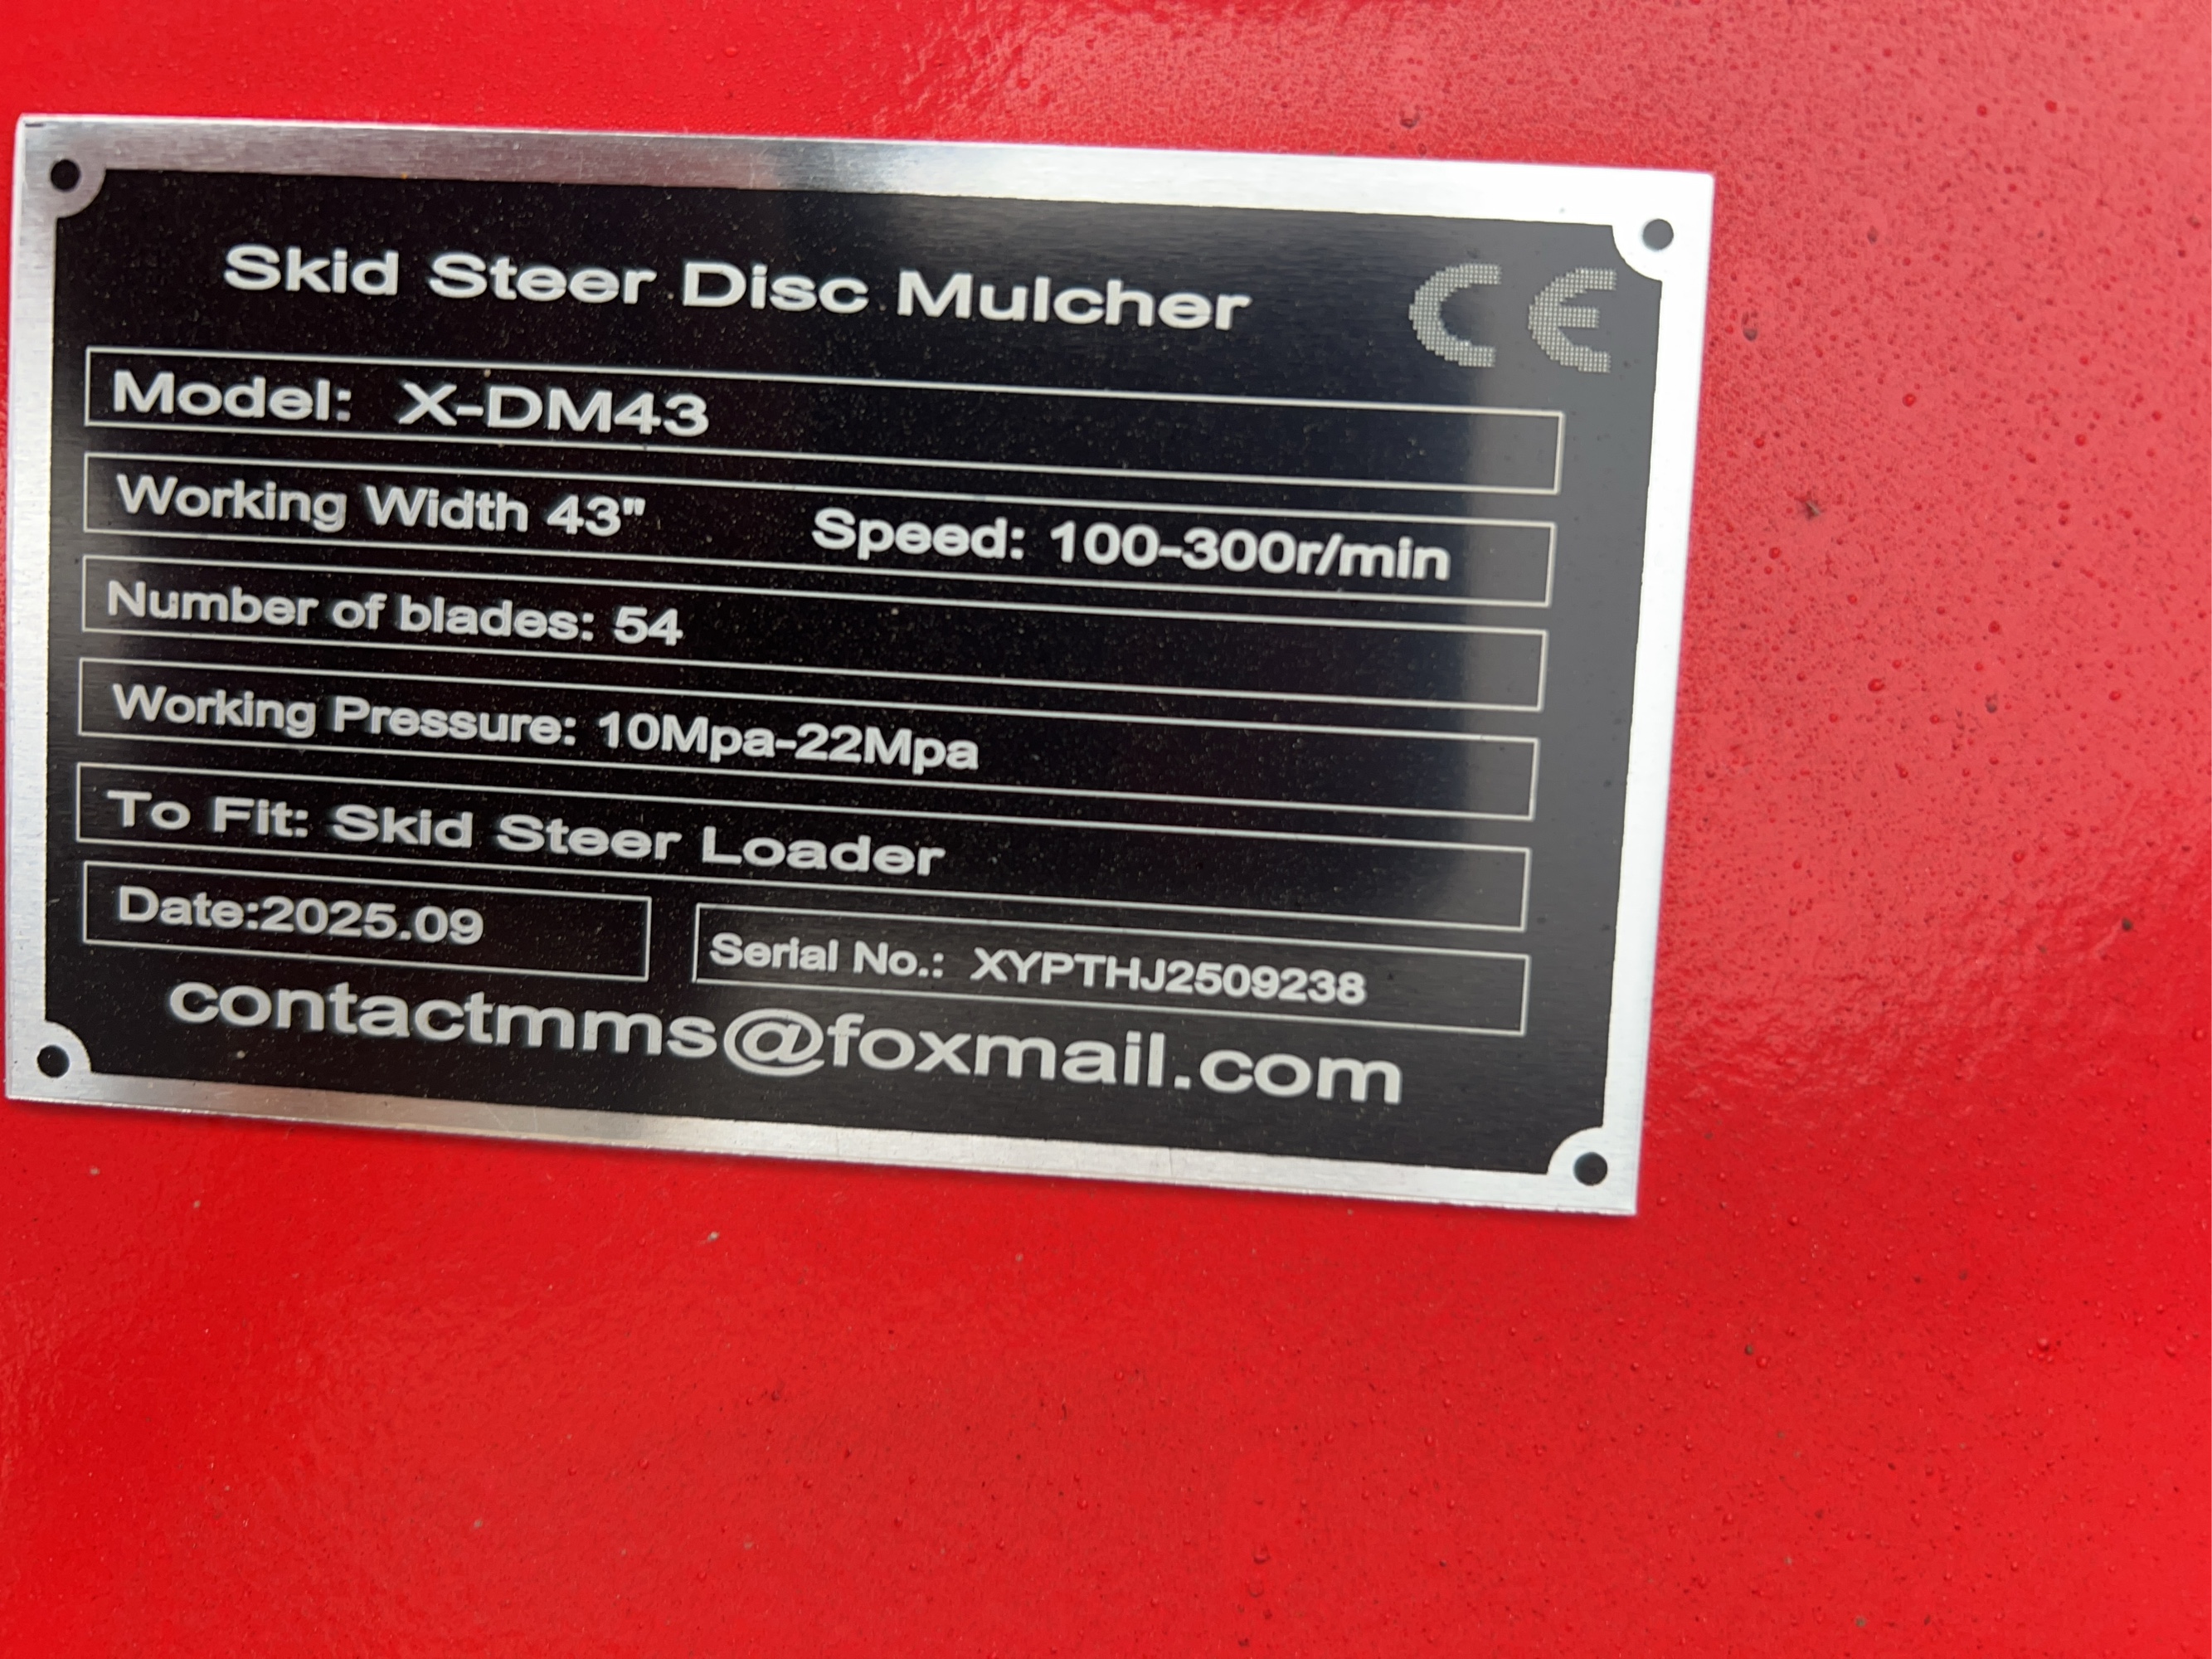 Skid Steer Disc Mulcher CE
Model: X-DM43
Working Width 43" Speed: 100-300r/min
Number of blades: 54
Working Pressure: 10Mpa-22Mpa
To Fit: Skid Steer Loader
Date:2025.09 Serial No.: XYPTHJ2509238
contactmms@foxmail.com